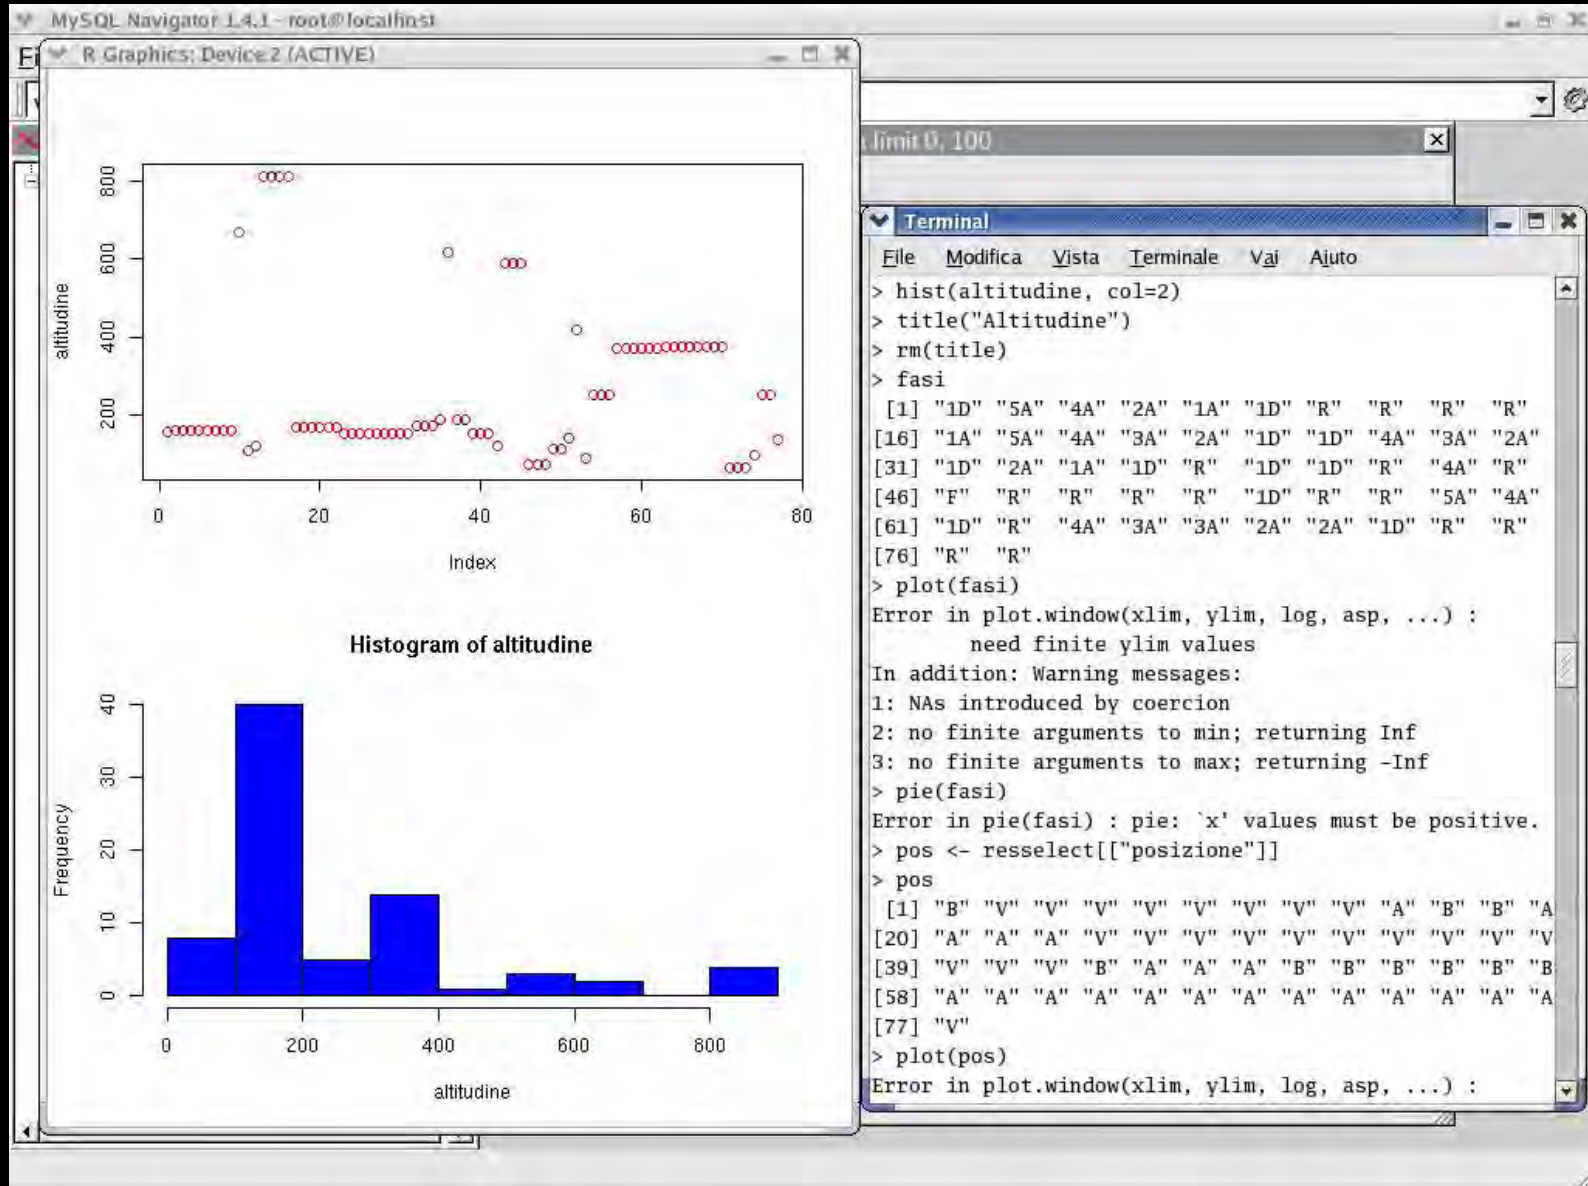 MySQL Navigator 1.4.1 - root@localhost
R Graphics: Device 2 (ACTIVE)
limit 0, 100
800
600
400
200
altitudine
0 20 40 60 80
Index
Histogram of altitudine
40
30
20
10
0
Frequency
0 200 400 600 800
altitudine
Terminal
File Modifica Vista Terminale Vai Aiuto
> hist(altitudine, col=2)
> title("Altitudine")
> rm(title)
> fasi
[1] "1D" "5A" "4A" "2A" "1A" "1D" "R" "R" "R" "R"
[16] "1A" "5A" "4A" "3A" "2A" "1D" "1D" "4A" "3A" "2A"
[31] "1D" "2A" "1A" "1D" "R" "1D" "1D" "R" "4A" "R"
[46] "F" "R" "R" "R" "R" "1D" "R" "R" "5A" "4A"
[61] "1D" "R" "4A" "3A" "3A" "2A" "2A" "1D" "R" "R"
[76] "R" "R"
> plot(fasi)
Error in plot.window(xlim, ylim, log, asp, ...) :
need finite ylim values
In addition: Warning messages:
1: NAs introduced by coercion
2: no finite arguments to min; returning Inf
3: no finite arguments to max; returning -Inf
> pie(fasi)
Error in pie(fasi) : pie: `x' values must be positive.
> pos <- resselect[["posizione"]]
> pos
[1] "B" "V" "V" "V" "V" "V" "V" "V" "V" "A" "B" "B" "A
[20] "A" "A" "A" "V" "V" "V" "V" "V" "V" "V" "V" "V" "V
[39] "V" "V" "V" "B" "A" "A" "A" "B" "B" "B" "B" "B" "B
[58] "A" "A" "A" "A" "A" "A" "A" "A" "A" "A" "A" "A" "A
[77] "V"
> plot(pos)
Error in plot.window(xlim, ylim, log, asp, ...) :